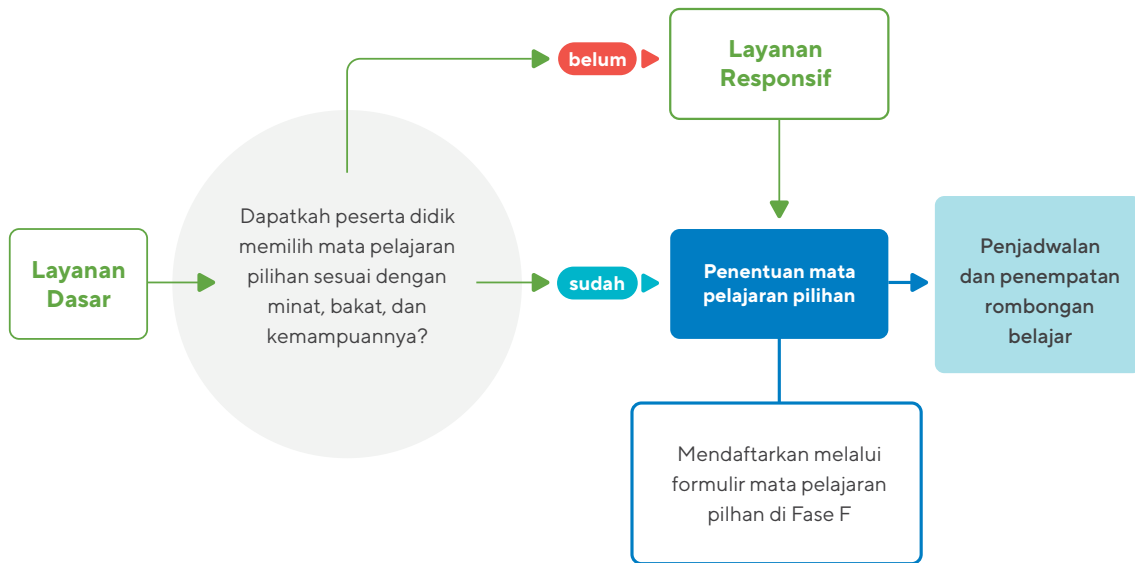 Layanan
Dasar
Dapatkah peserta didik
memilih mata pelajaran
pilihan sesuai dengan
minat, bakat, dan
kemampuannya?
belum
Layanan
Responsif
sudah
Penentuan mata
pelajaran pilihan
Penjadwalan
dan penempatan
rombongan
belajar
Mendaftarkan melalui
formulir mata pelajaran
pilhan di Fase F